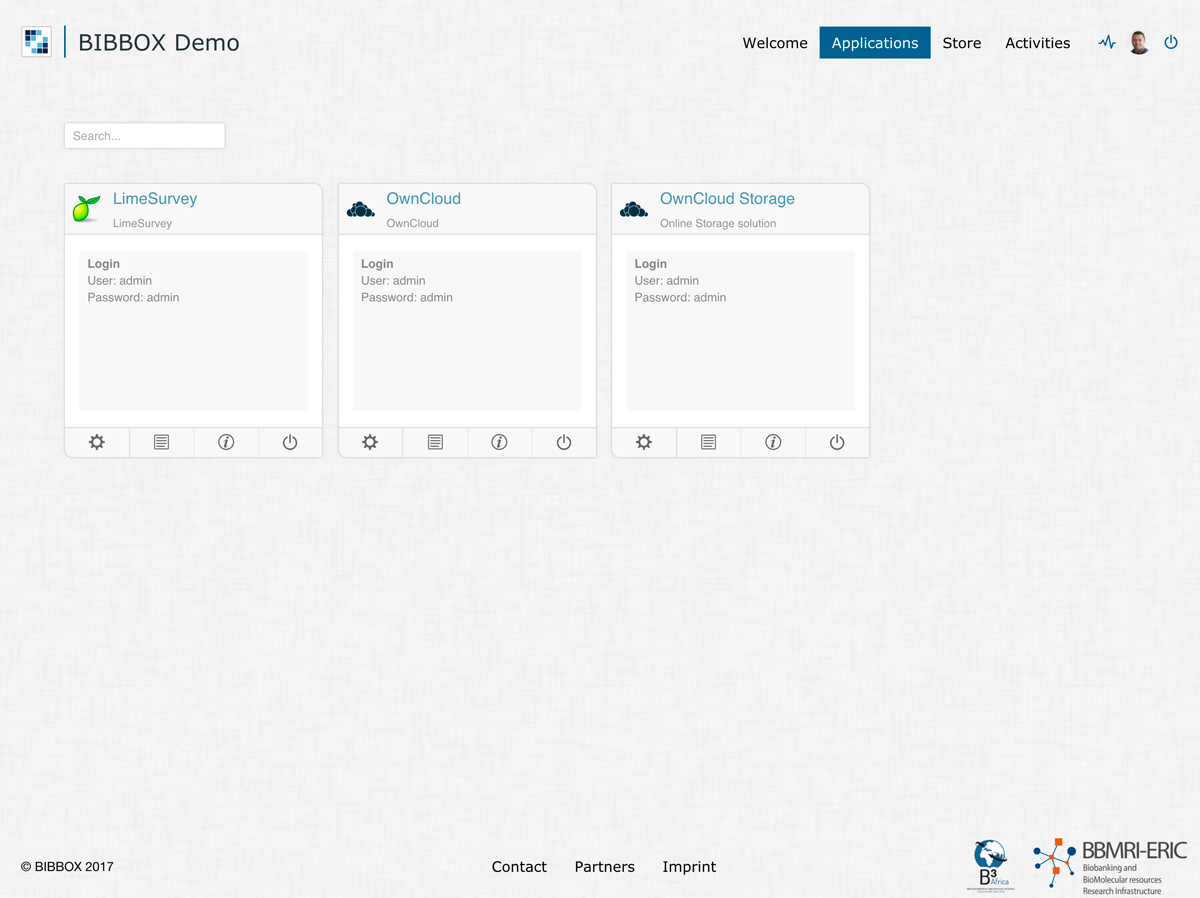 BIBBOX Demo
Welcome
Applications
Store
Activities
Search...
LimeSurvey
LimeSurvey
Login
User: admin
Password: admin
OwnCloud
OwnCloud
Login
User: admin
Password: admin
OwnCloud Storage
Online Storage solution
Login
User: admin
Password: admin
© BIBBOX 2017
Contact
Partners
Imprint
B3
Africa
BBMRI-ERIC
Biobanking and
BioMolecular resources
Research Infrastructure